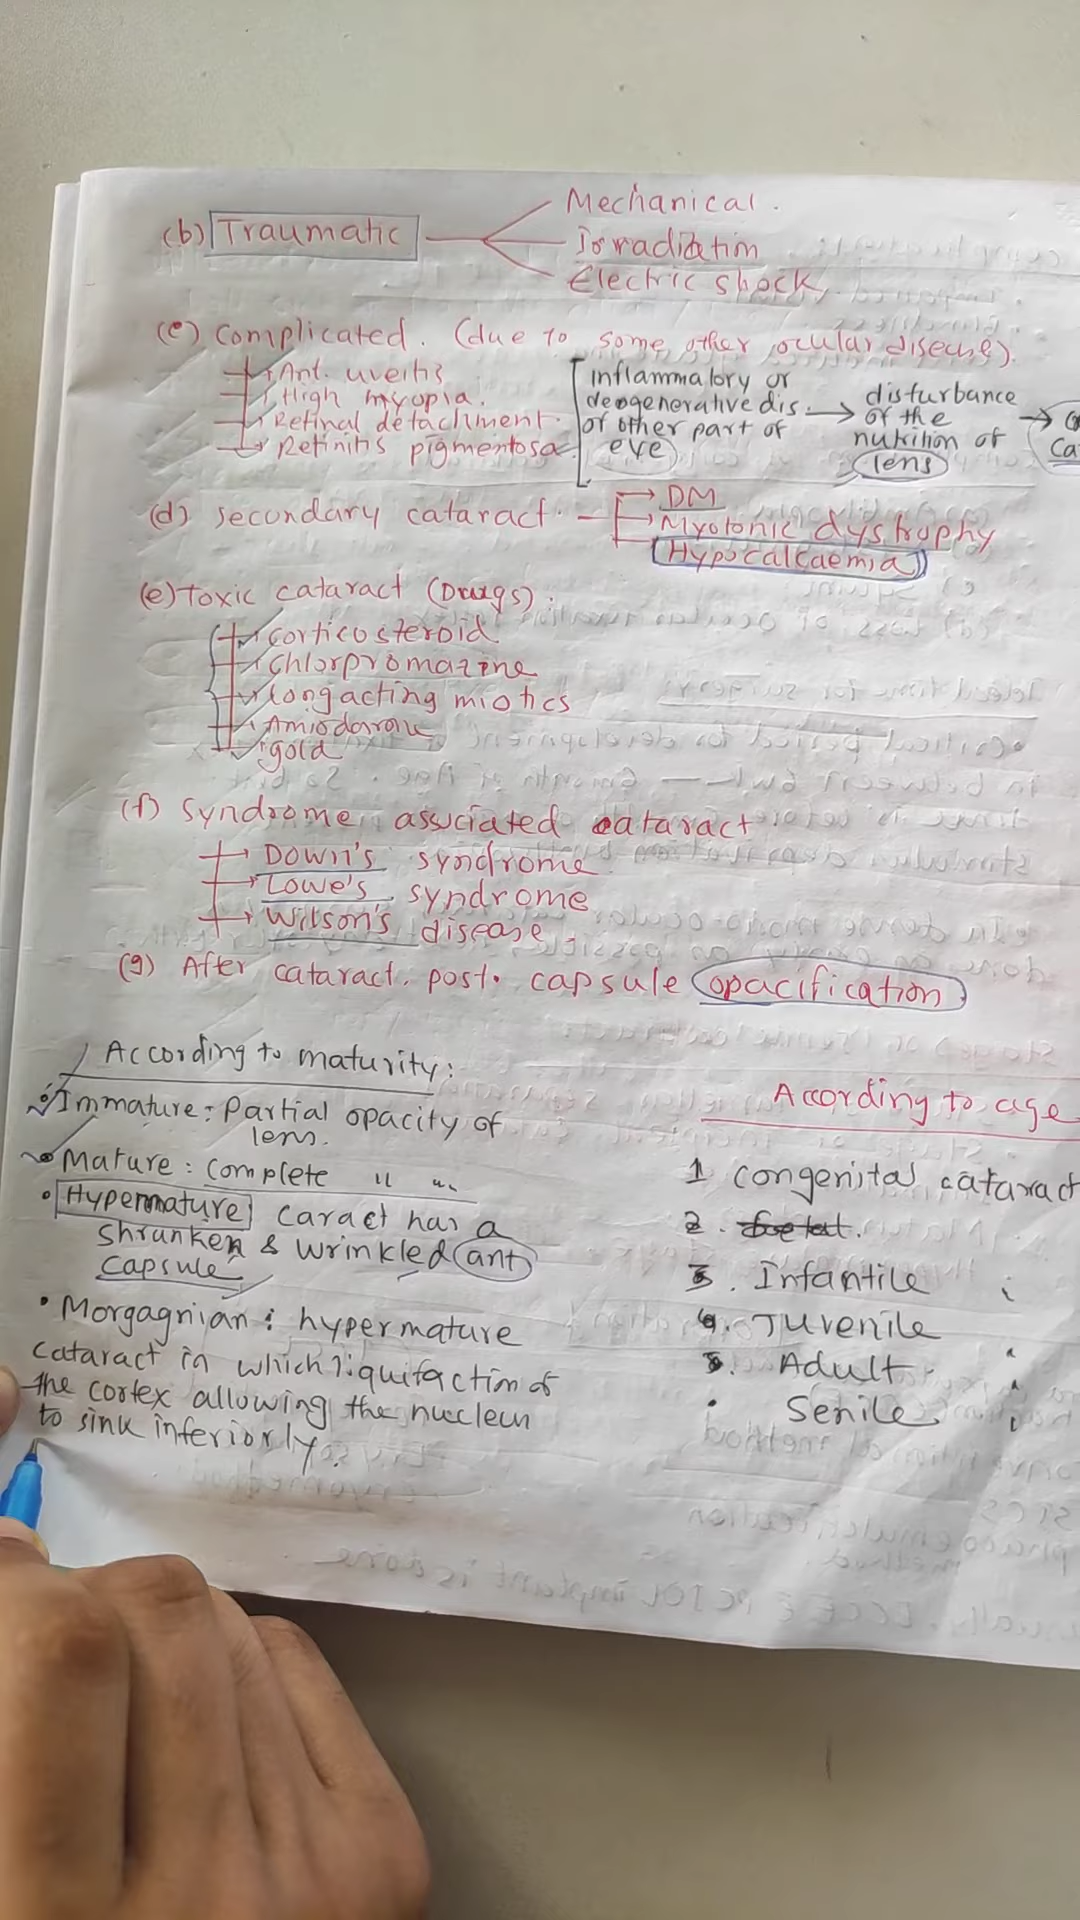 (b) Traumatic
Mechanical.
Irradiation
Electric shock
(c) complicated. (due to some other ocular disease).
Ant. uveitis
High myopia.
Retinal detachment.
Retinitis pigmentosa
inflammatory or
deogenerative dis.
of other part of
eye
→ disturbance
of the
nutrition of
lens
→
(d) secondary cataract. → DM
→ Myotonic dystrophy
Hypocalcaemia
(e) Toxic cataract (Drugs).
corticosteroid
chlorpromazine
long acting miotics
Amiodarone
gold
(f) syndrome associated cataract
→ Down's syndrome
→ Lowe's syndrome
→ Wilson's disease.
(g) After cataract. post. capsule opacification
According to maturity:
Immature: Partial opacity of
lens.
• Mature: complete " "
• Hypermature caract has a
shrunken & wrinkled ant
capsule
• Morgagnian: hypermature
cataract in which liquifaction of
the cortex allowing the nucleun
to sink inferiorly.
According to age
1 congenital cataract
2. foetal.
3. Infantile "
4. Juvenile
5. Adult "
• Senile "